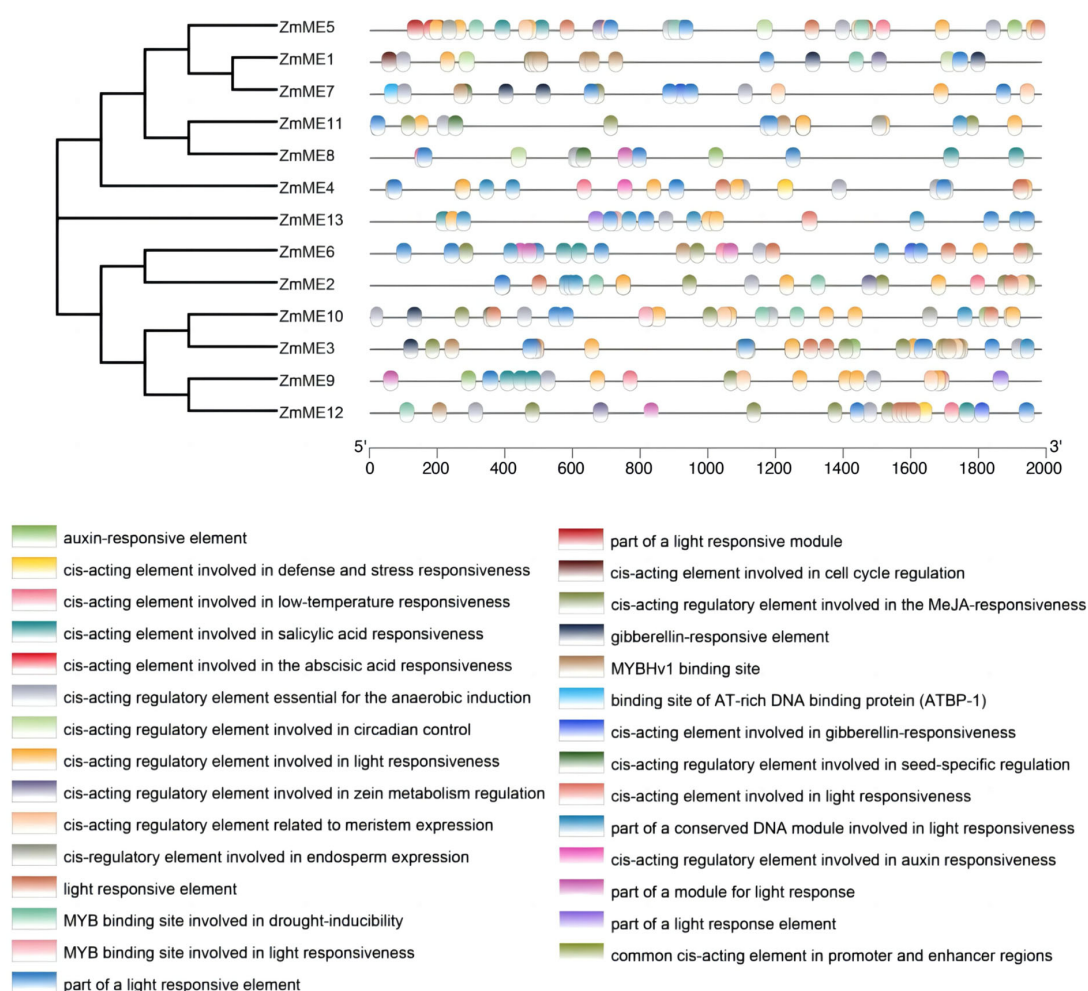 ZmME5
ZmME1
ZmME7
ZmME11
ZmME8
ZmME4
ZmME13
ZmME6
ZmME2
ZmME10
ZmME3
ZmME9
ZmME12
5' 3'
0 200 400 600 800 1000 1200 1400 1600 1800 2000
auxin-responsive element
cis-acting element involved in defense and stress responsiveness
cis-acting element involved in low-temperature responsiveness
cis-acting element involved in salicylic acid responsiveness
cis-acting element involved in the abscisic acid responsiveness
cis-acting regulatory element essential for the anaerobic induction
cis-acting regulatory element involved in circadian control
cis-acting regulatory element involved in light responsiveness
cis-acting regulatory element involved in zein metabolism regulation
cis-acting regulatory element related to meristem expression
cis-regulatory element involved in endosperm expression
light responsive element
MYB binding site involved in drought-inducibility
MYB binding site involved in light responsiveness
part of a light responsive element
part of a light responsive module
cis-acting element involved in cell cycle regulation
cis-acting regulatory element involved in the MeJA-responsiveness
gibberellin-responsive element
MYBHv1 binding site
binding site of AT-rich DNA binding protein (ATBP-1)
cis-acting element involved in gibberellin-responsiveness
cis-acting regulatory element involved in seed-specific regulation
cis-acting element involved in light responsiveness
part of a conserved DNA module involved in light responsiveness
cis-acting regulatory element involved in auxin responsiveness
part of a module for light response
part of a light response element
common cis-acting element in promoter and enhancer regions